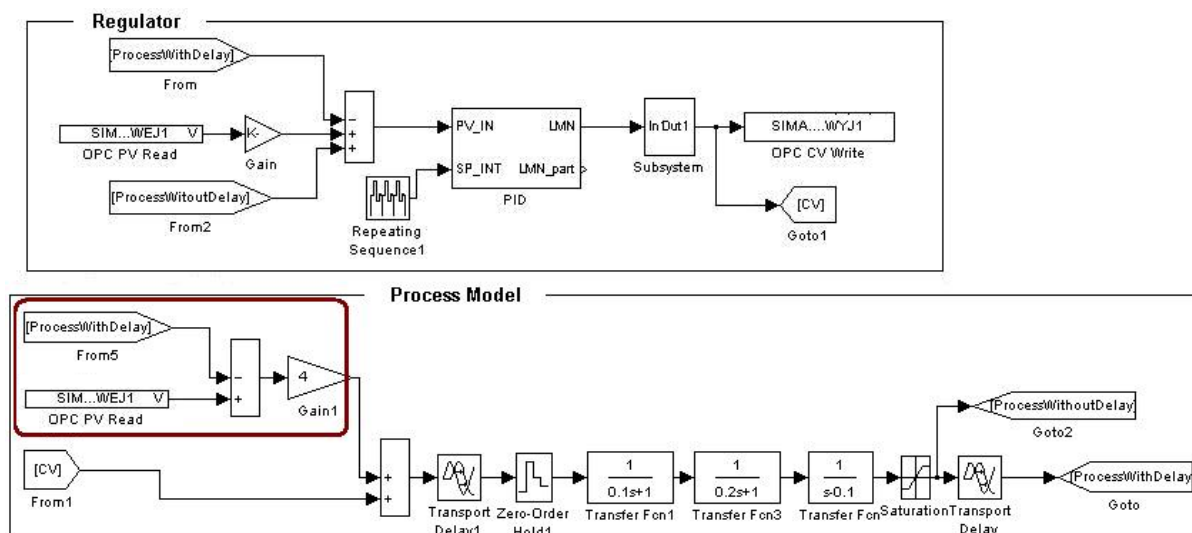 Regulator
[ProcessWithDelay]
From
SIM...WEJ1 V
OPC PV Read
K-
Gain
[ProcessWitoutDelay]
From2
−
+
+
Repeating
Sequence1
PV_IN LMN
SP_INT LMN_part
PID
In Out1
Subsystem
SIMA....WYJ1
OPC CV Write
[CV]
Goto1
Process Model
[ProcessWithDelay]
From5
SIM...WEJ1 V
OPC PV Read
−
+
4
Gain1
[CV]
From1
+
+
Transport
Delay1
Zero-Order
Hold1
1
0.1s+1
Transfer Fcn1
1
0.2s+1
Transfer Fcn3
1
s-0.1
Transfer Fcn
Saturation
Transport
Delay
[ProcessWithoutDelay]
Goto2
[ProcessWithDelay]
Goto